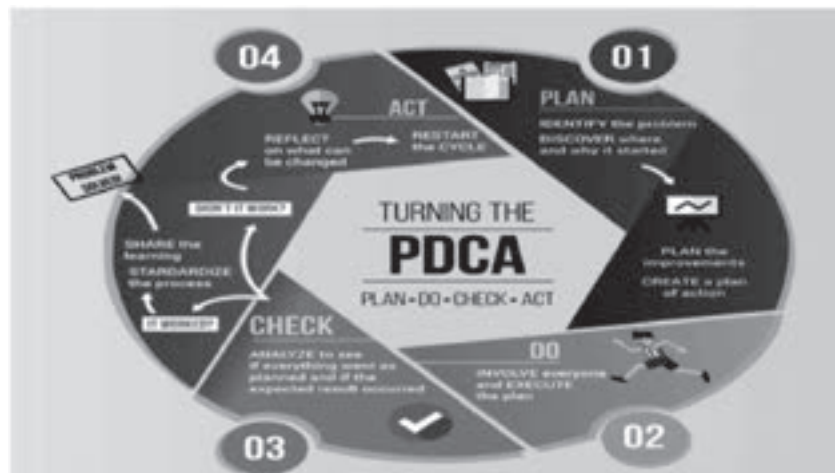 04
ACT
REFLECT
on what can
be changed
RESTART
the CYCLE
01
PLAN
IDENTIFY the problem
DISCOVER where
and why it started
PLAN the
improvements
CREATE a plan
of action
TURNING THE
PDCA
PLAN•DO•CHECK•ACT
DO
INVOLVE everyone
and EXECUTE
the plan
02
CHECK
ANALYZE to see
if everything went as
planned and if the
expected result occurred
03
IT WORKED?
STARDARDIZE
the process
SHARE the
learning
DIDN'T IT WORK?
PROBLEM
SOLVED